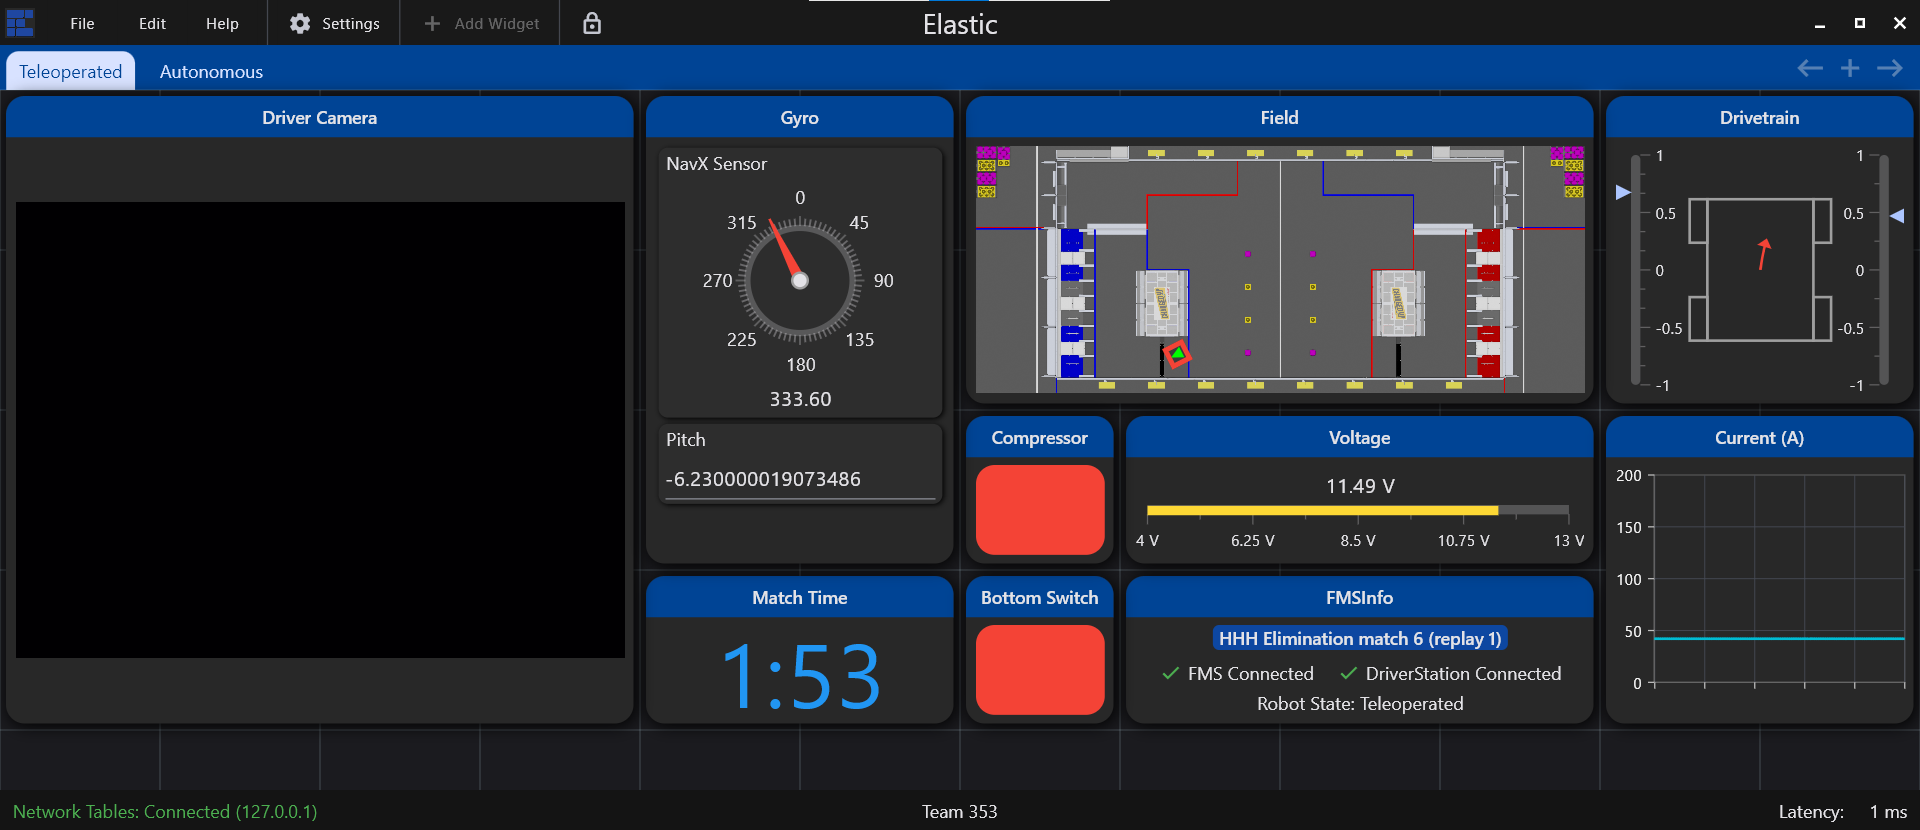 File Edit Help Settings Add Widget Elastic
Teleoperated Autonomous
Driver Camera
Gyro
NavX Sensor
0
315 45
270 90
225 135
180
333.60
Pitch
-6.230000019073486
Match Time
1:53
Field
Compressor
Bottom Switch
Voltage
11.49 V
4 V 6.25 V 8.5 V 10.75 V 13 V
FMSInfo
HHH Elimination match 6 (replay 1)
FMS Connected DriverStation Connected
Robot State: Teleoperated
Drivetrain
1 1
0.5 0.5
0 0
-0.5 -0.5
-1 -1
Current (A)
200
150
100
50
0
Network Tables: Connected (127.0.0.1) Team 353 Latency: 1 ms